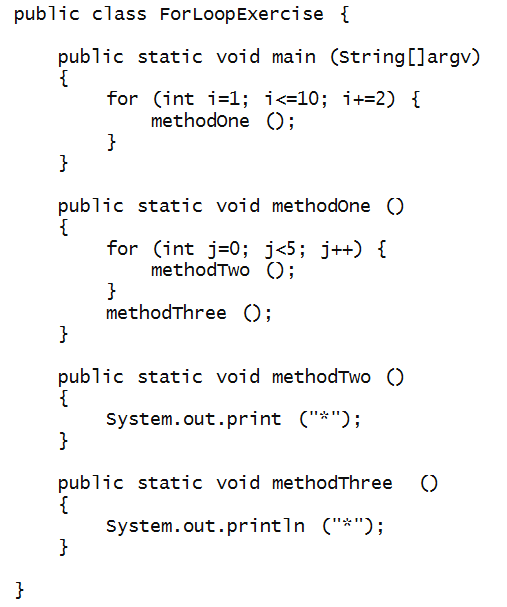 public class ForLoopExercise {
public static void main (String[]argv)
{
for (int i=1; i<=10; i+=2) {
methodOne ();
}
}
public static void methodOne ()
{
for (int j=0; j<5; j++) {
methodTwo ();
}
methodThree ();
}
public static void methodTwo ()
{
System.out.print ("*");
}
public static void methodThree ()
{
System.out.println ("*");
}
}